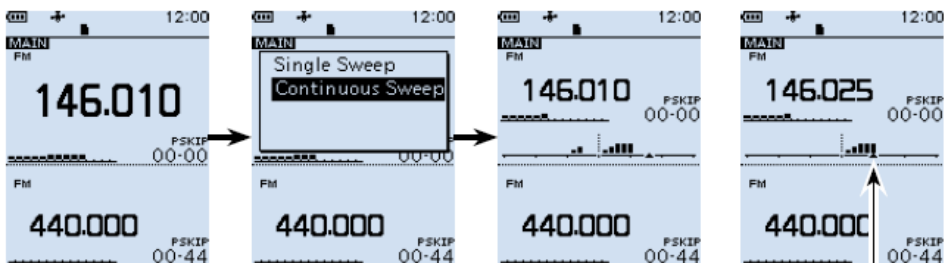 12:00
MAIN
FM
146.010
PSKIP
00-00
FM
440.000
PSKIP
00-44
12:00
MAIN
Single Sweep
Continuous Sweep
00-00
FM
440.000
PSKIP
00-44
12:00
MAIN
FM
146.010
PSKIP
00-00
FM
440.000
PSKIP
00-44
12:00
MAIN
FM
146.025
PSKIP
00-00
FM
440.000
PSKIP
00-44